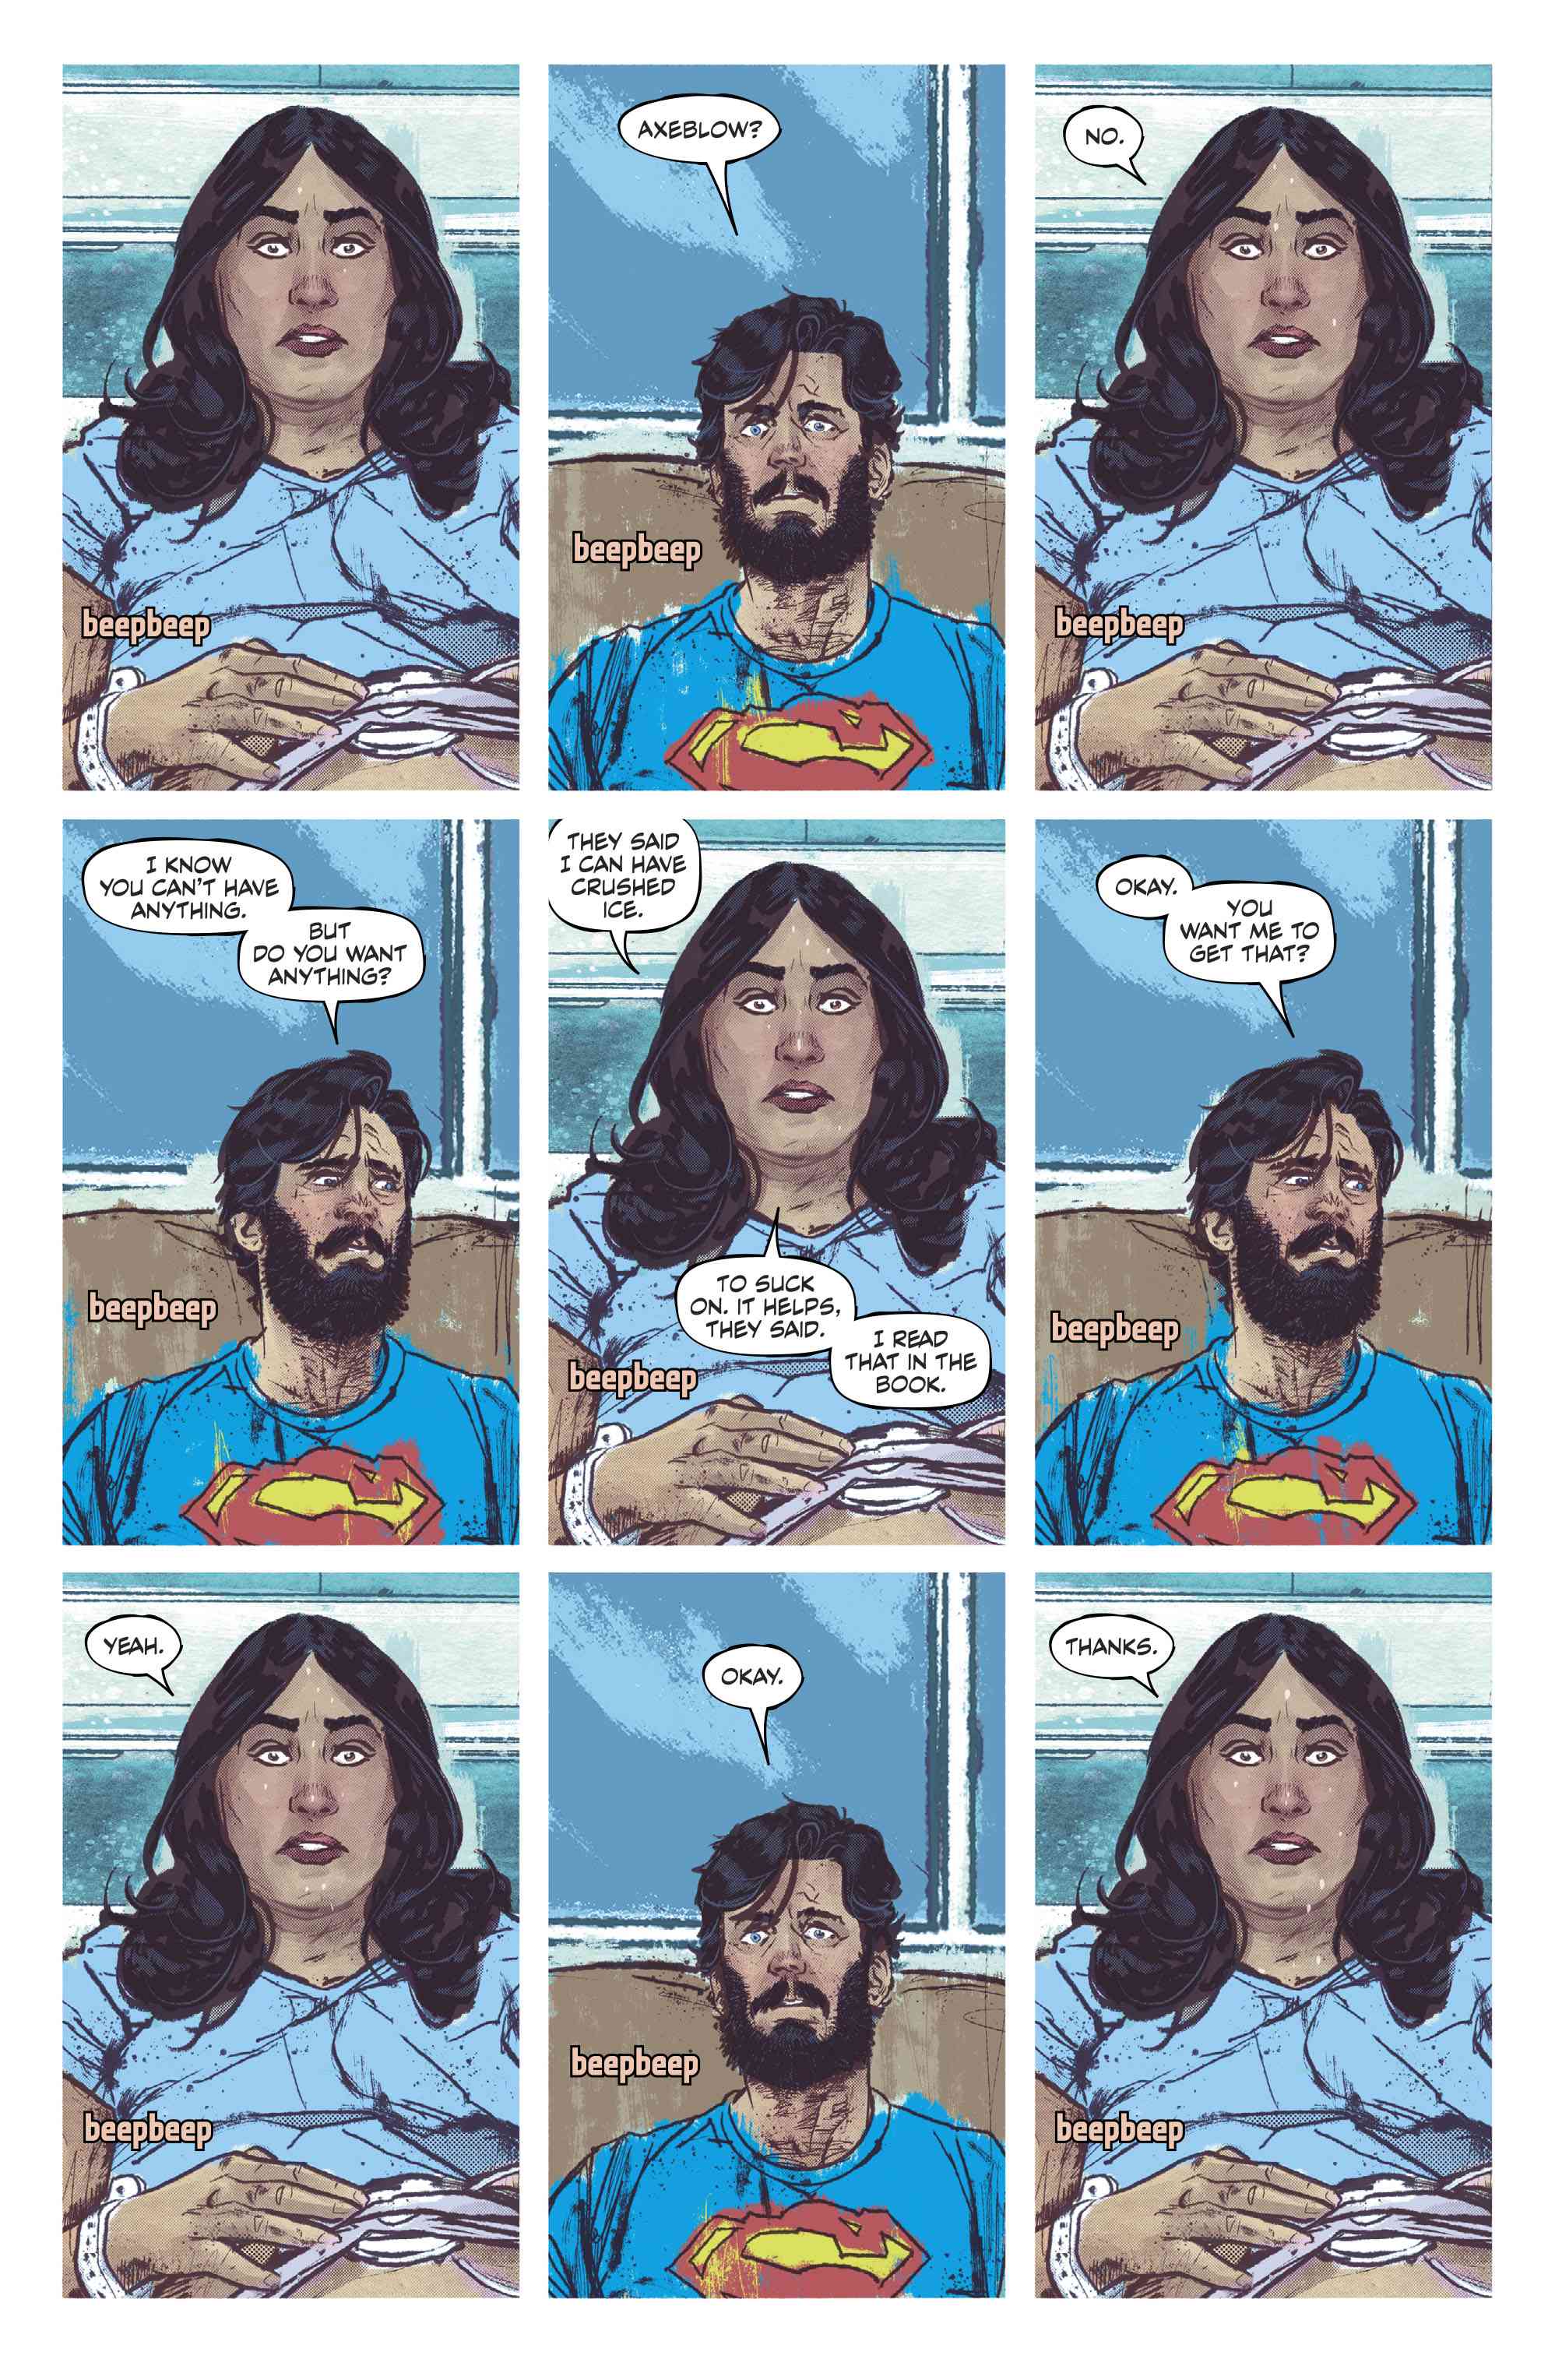 beepbeep
AXEBLOW?
beepbeep
NO.
beepbeep
I KNOW
YOU CAN'T HAVE
ANYTHING.
BUT
DO YOU WANT
ANYTHING?
beepbeep
THEY SAID
I CAN HAVE
CRUSHED
ICE.
TO SUCK
ON. IT HELPS,
THEY SAID.
I READ
THAT IN THE
BOOK.
beepbeep
OKAY.
YOU
WANT ME TO
GET THAT?
beepbeep
YEAH.
beepbeep
OKAY.
beepbeep
THANKS.
beepbeep